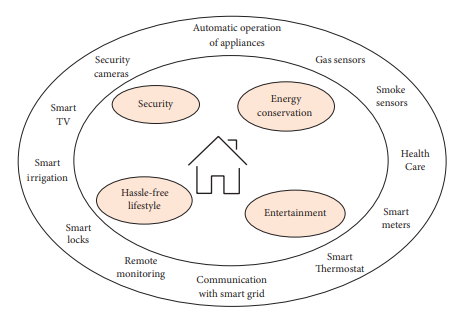 Automatic operation
of appliances
Security
cameras
Gas sensors
Smart
TV
Smoke
sensors
Security
Energy
conservation
Smart
irrigation
Health
Care
Hassle-free
lifestyle
Entertainment
Smart
locks
Smart
meters
Remote
monitoring
Smart
Thermostat
Communication
with smart grid